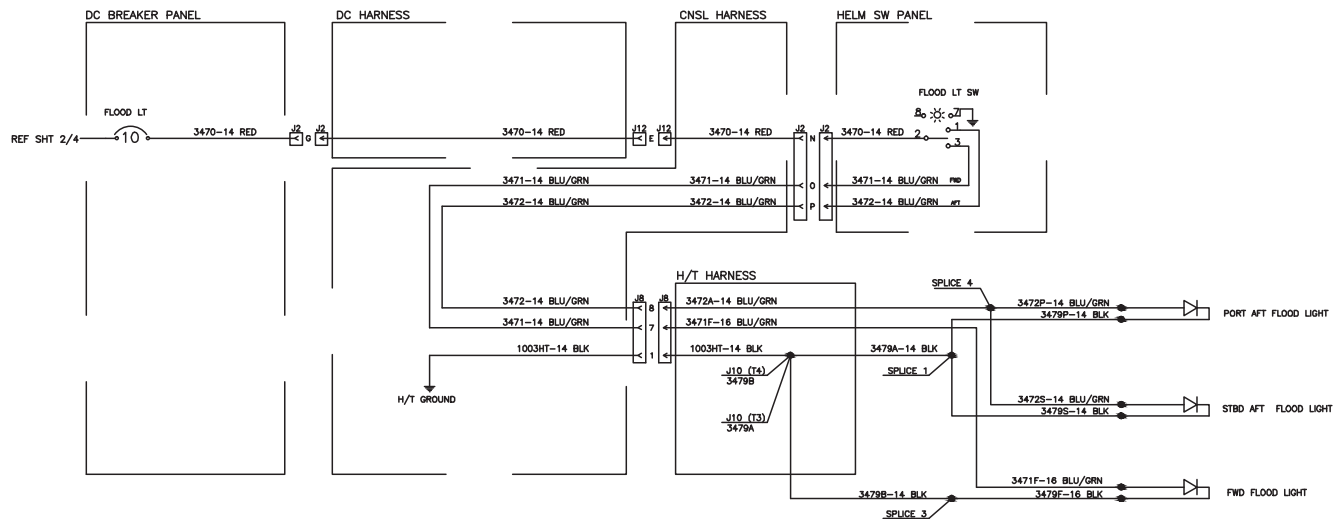 DC BREAKER PANEL
DC HARNESS
CNSL HARNESS
HELM SW PANEL
FLOOD LT
FLOOD LT SW
8 7
1
REF SHT 2/4
10
3470-14 RED
J2 G J2
3470-14 RED
J12 E J12
3470-14 RED
J2 N J2
3470-14 RED
2
3
3471-14 BLU/GRN
3471-14 BLU/GRN
O
3471-14 BLU/GRN
FWD
3472-14 BLU/GRN
3472-14 BLU/GRN
P
3472-14 BLU/GRN
AFT
H/T HARNESS
SPLICE 4
J8 J8
3472-14 BLU/GRN
8
3472A-14 BLU/GRN
3472P-14 BLU/GRN
PORT AFT FLOOD LIGHT
3479P-14 BLK
3471-14 BLU/GRN
7
3471F-16 BLU/GRN
1003HT-14 BLK
1
1003HT-14 BLK
3479A-14 BLK
J10 (T4)
3479B
SPLICE 1
H/T GROUND
3472S-14 BLU/GRN
STBD AFT FLOOD LIGHT
3479S-14 BLK
J10 (T3)
3479A
3471F-16 BLU/GRN
FWD FLOOD LIGHT
3479B-14 BLK
3479F-16 BLK
SPLICE 3